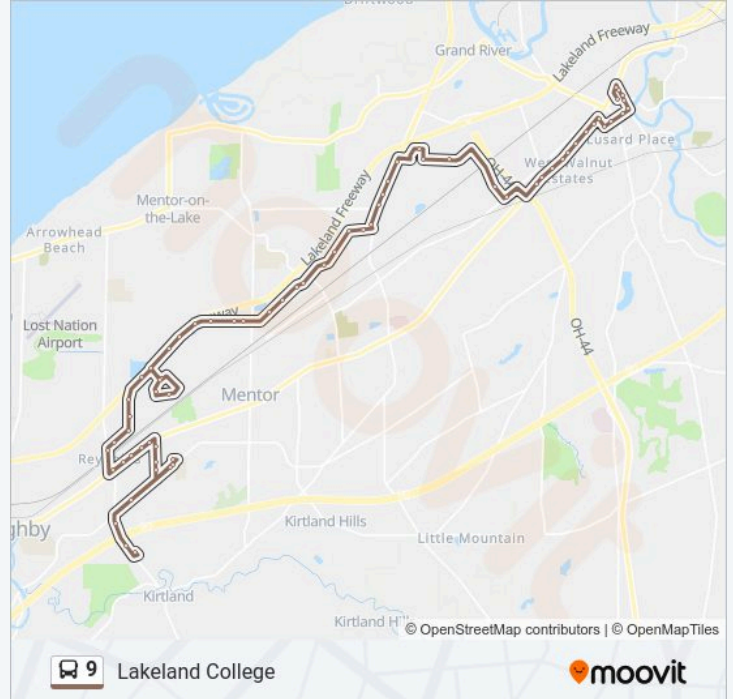 Driftwood
Grand River
Lakeland Freeway
Lusard Place
OH-44
West Walnut
Estates
Mentor-on-
the-Lake
Arrowhead
Beach
Lakeland Freeway
way
Lost Nation
Airport
OH-44
Mentor
Rey
ghby
Kirtland Hills
Little Mountain
Kirtland
Kirtland H
© OpenStreetMap contributors | © OpenMapTiles
9 Lakeland College
moovit